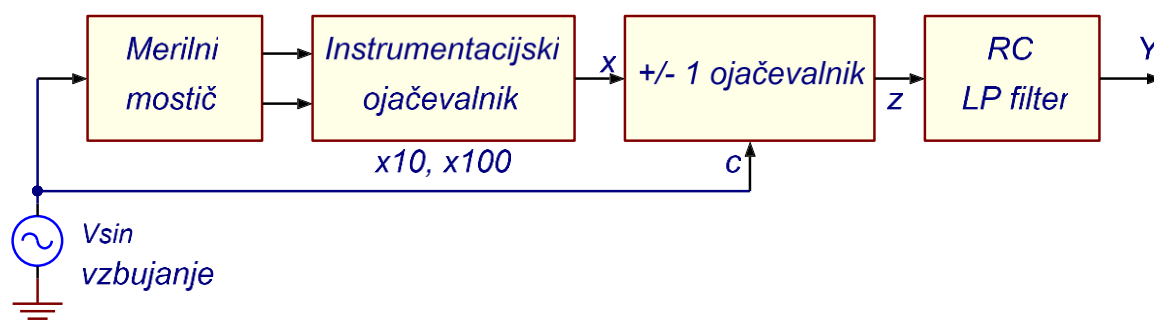 Merilni
mostič
Instrumentacijski
ojačevalnik
x10, x100
x
+/- 1 ojačevalnik
c
z
RC
LP filter
Y
Vsin
vzbujanje